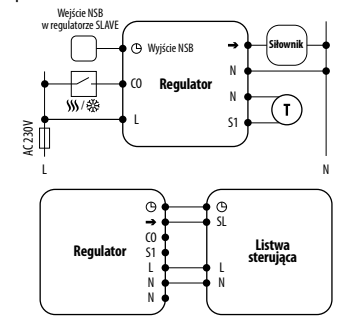 Wejście NSB
w regulatorze SLAVE
Wyjście NSB
➔
Siłownik
CO
Regulator
N
N
T
L
S1
/
AC 230V
L
N
➔
SL
CO
Regulator
S1
Listwa
sterująca
L
L
N
N
N